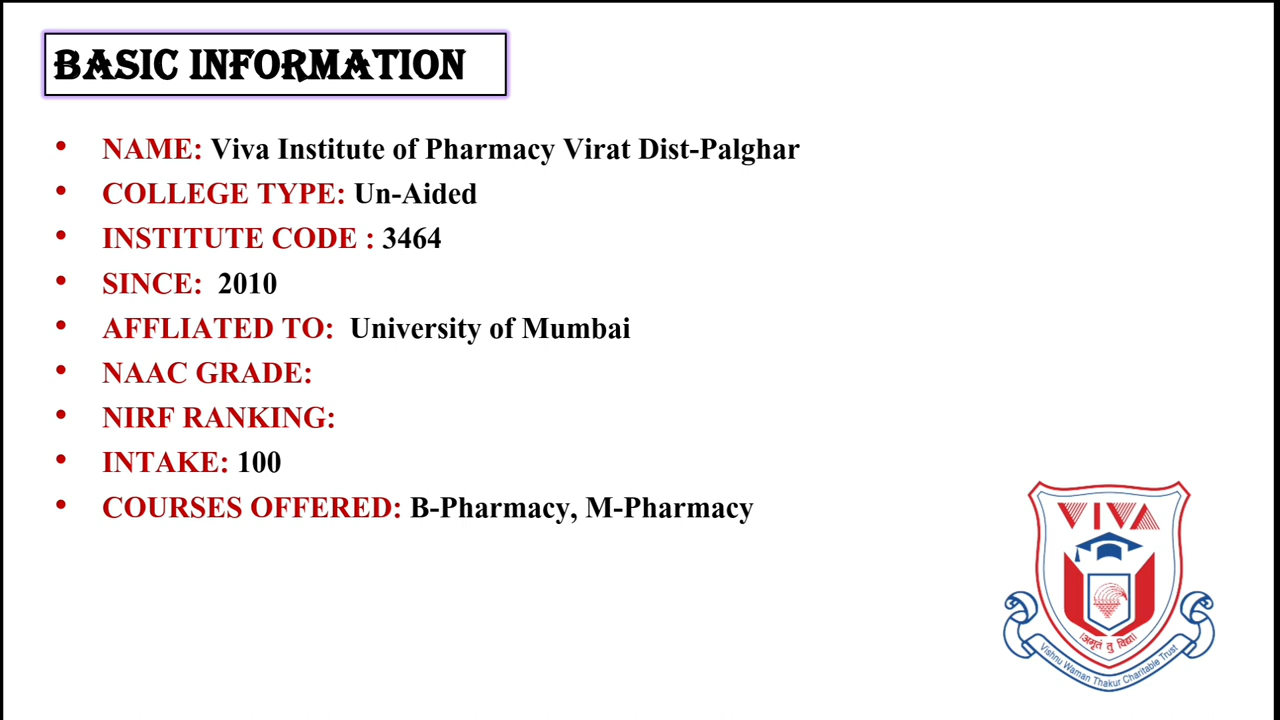 BASIC INFORMATION
• NAME: Viva Institute of Pharmacy Virat Dist-Palghar
• COLLEGE TYPE: Un-Aided
• INSTITUTE CODE : 3464
• SINCE: 2010
• AFFLIATED TO: University of Mumbai
• NAAC GRADE:
• NIRF RANKING:
• INTAKE: 100
• COURSES OFFERED: B-Pharmacy, M-Pharmacy
VIVA
।अमृतं तु विद्या।
Vishnu Waman Thakur Charitable Trust